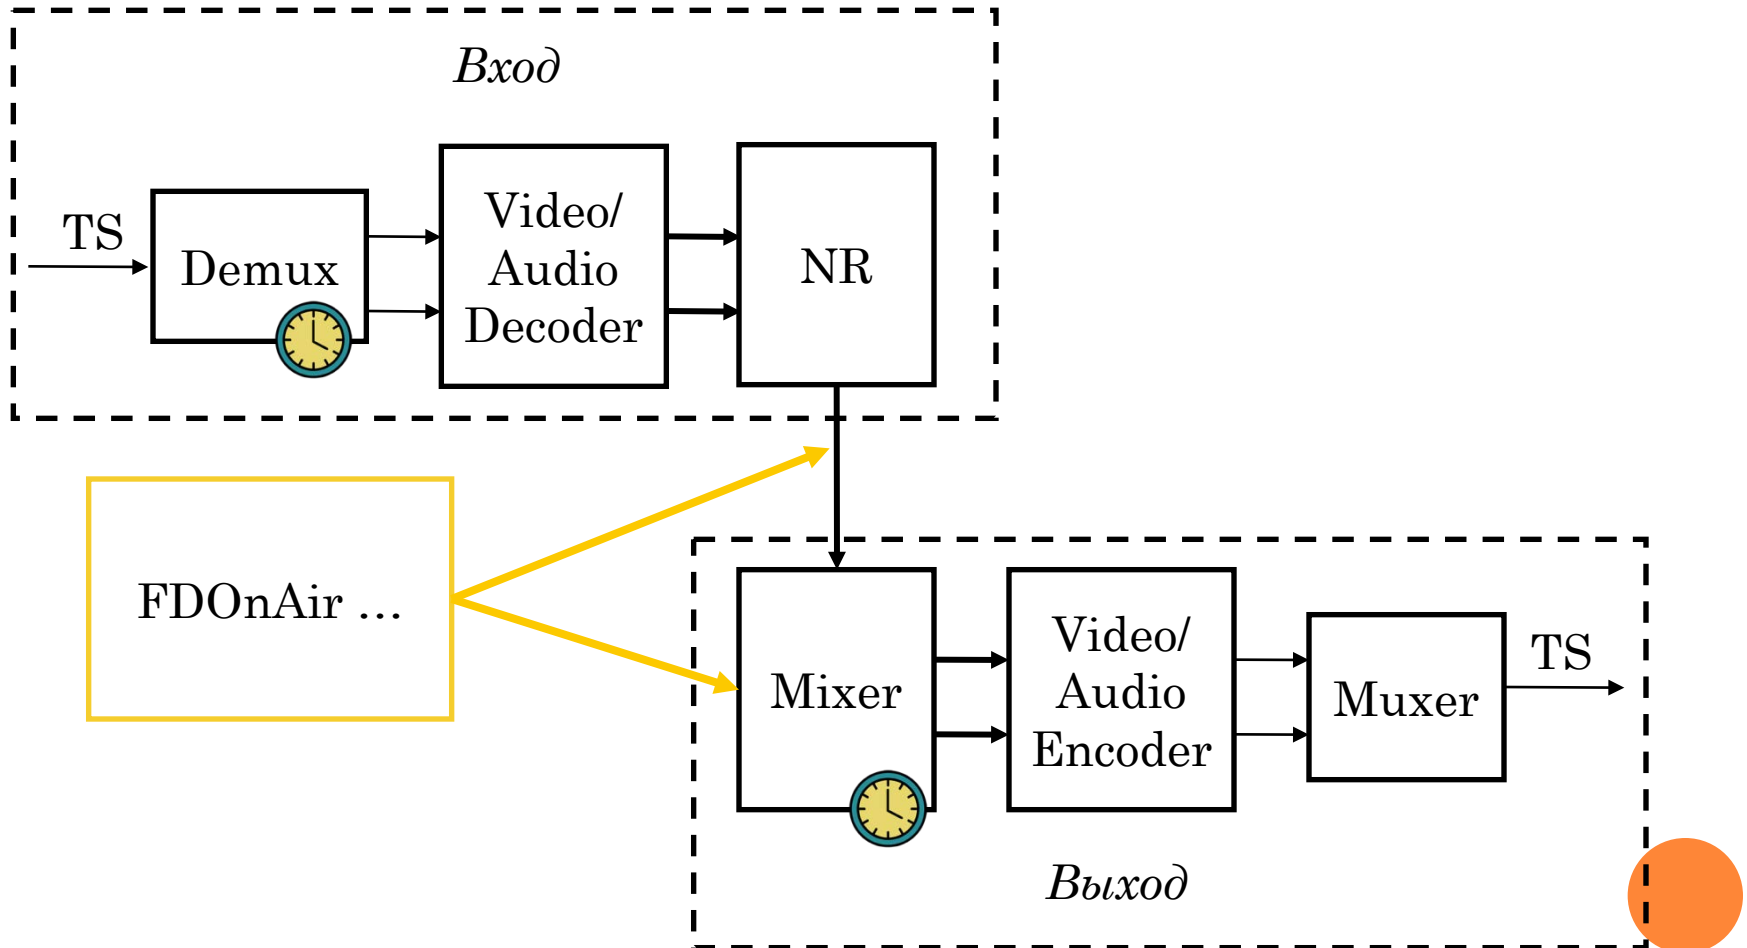 Вход
TS
Demux
Video/
Audio
Decoder
NR
FDOnAir ...
Mixer
Video/
Audio
Encoder
Muxer
TS
Выход